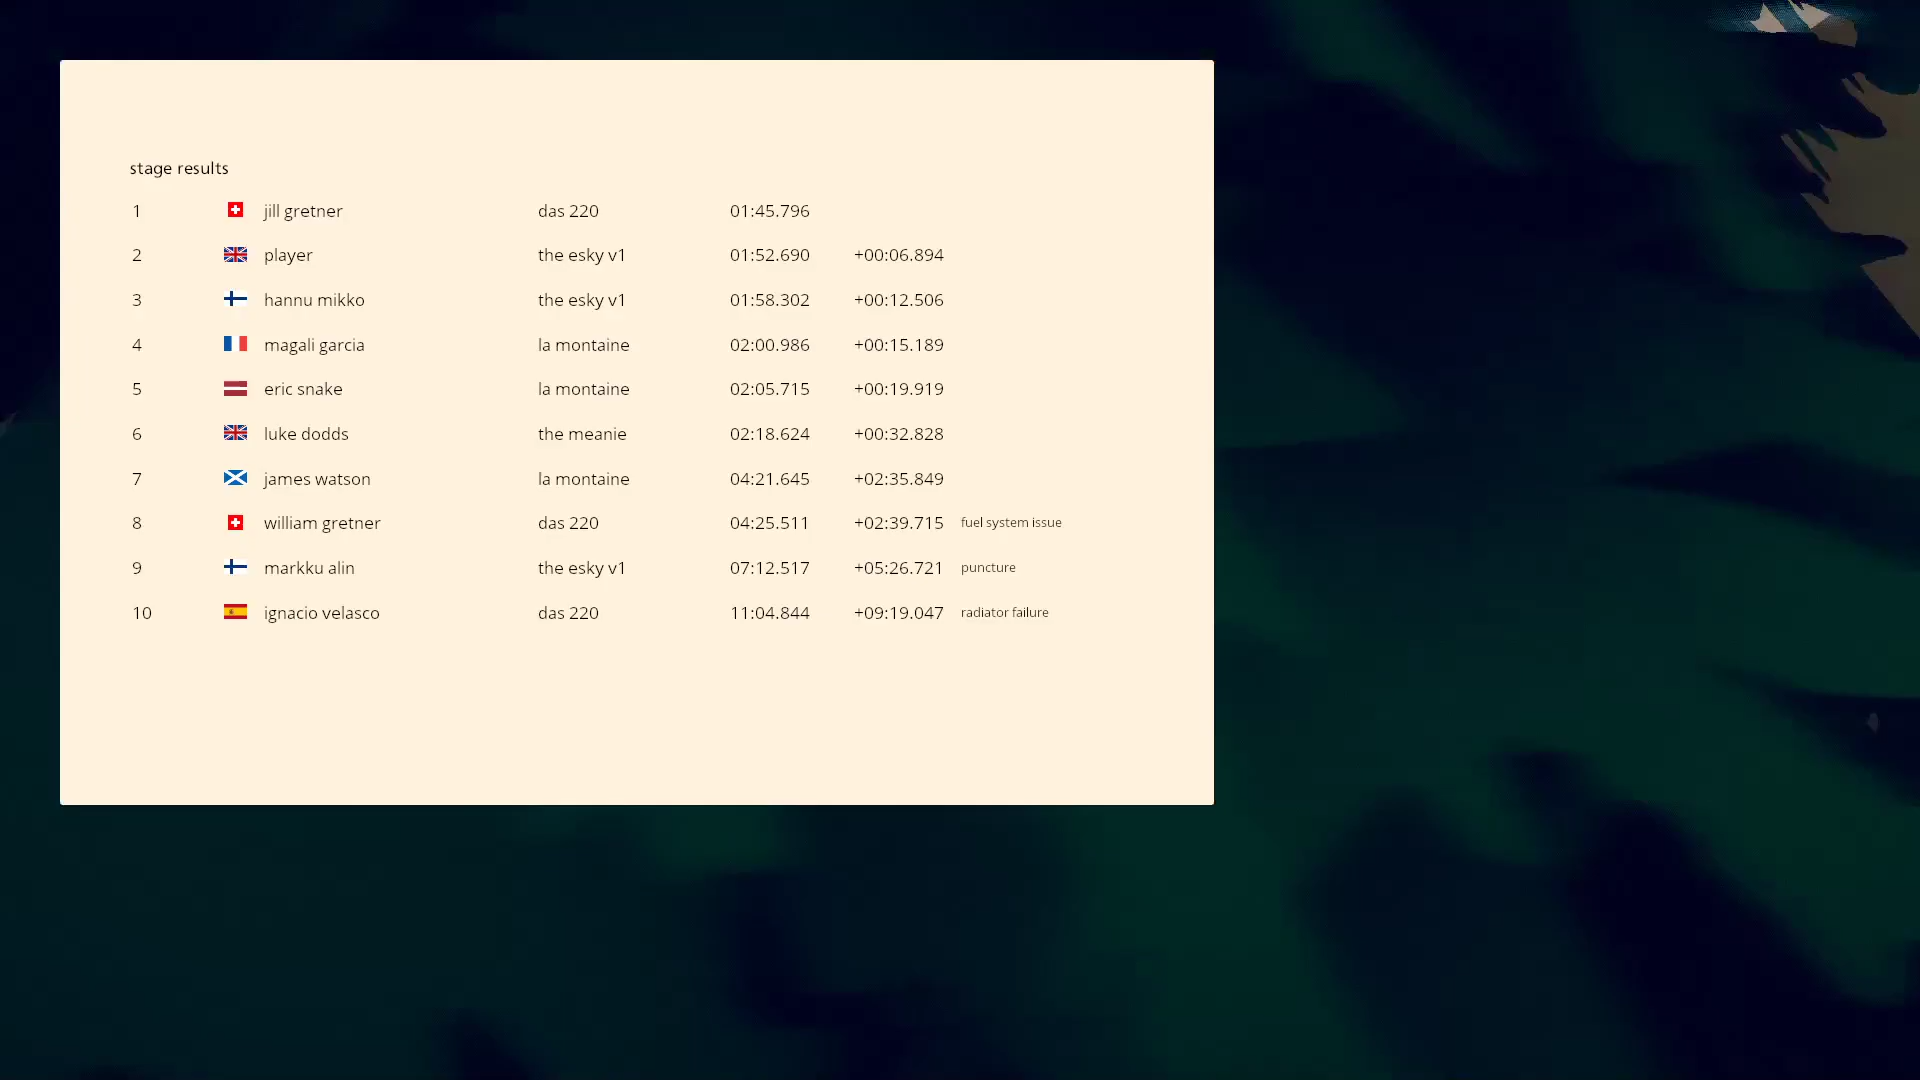 stage results
1 jill gretner das 220 01:45.796
2 player the esky v1 01:52.690 +00:06.894
3 hannu mikko the esky v1 01:58.302 +00:12.506
4 magali garcia la montaine 02:00.986 +00:15.189
5 eric snake la montaine 02:05.715 +00:19.919
6 luke dodds the meanie 02:18.624 +00:32.828
7 james watson la montaine 04:21.645 +02:35.849
8 william gretner das 220 04:25.511 +02:39.715 fuel system issue
9 markku alin the esky v1 07:12.517 +05:26.721 puncture
10 ignacio velasco das 220 11:04.844 +09:19.047 radiator failure